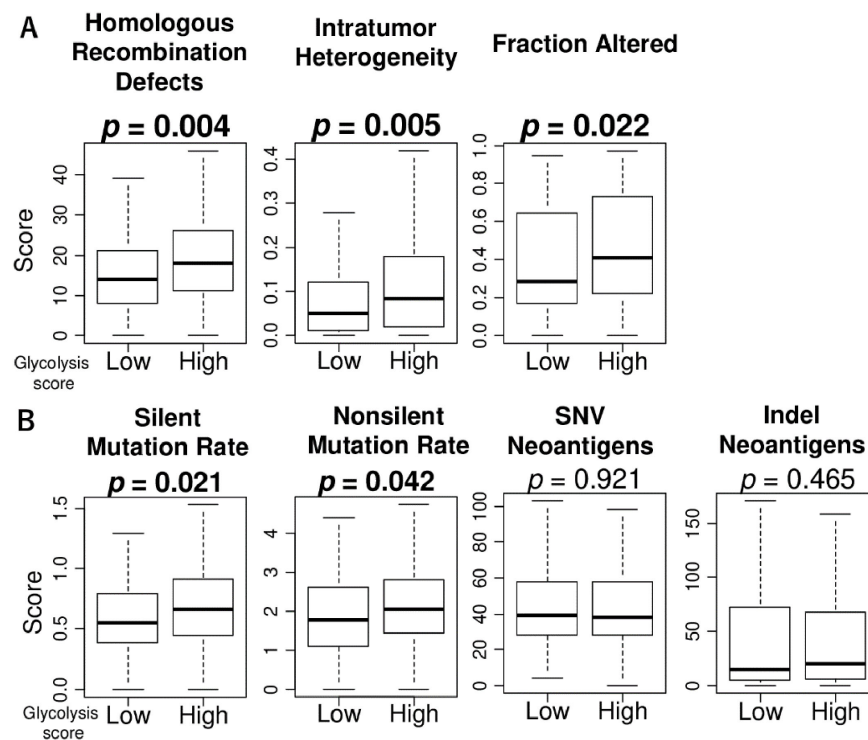 A
Homologous
Recombination
Defects
Intratumor
Heterogeneity
Fraction Altered
p = 0.004
p = 0.005
p = 0.022
Score
0 10 20 30 40
0.0 0.1 0.2 0.3 0.4
0.0 0.2 0.4 0.6 0.8 1.0
Glycolysis
score
Low High
Low High
Low High
B
Silent
Mutation Rate
Nonsilent
Mutation Rate
SNV
Neoantigens
Indel
Neoantigens
p = 0.021
p = 0.042
p = 0.921
p = 0.465
Score
0.0 0.5 1.0 1.5
0 1 2 3 4
0 20 40 60 80 100
0 50 100 150
Glycolysis
score
Low High
Low High
Low High
Low High